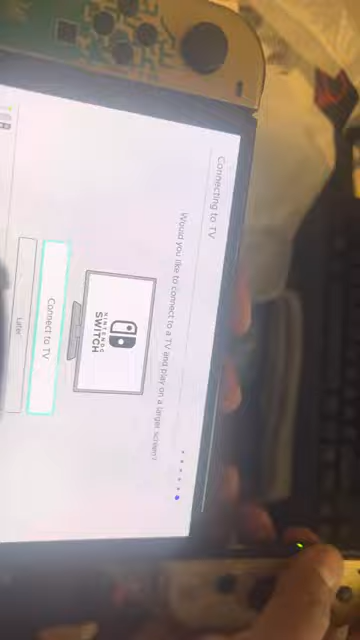 Connecting to TV
Would you like to connect to a TV and play on a larger screen?
NINTENDO
SWITCH
Connect to TV
Later